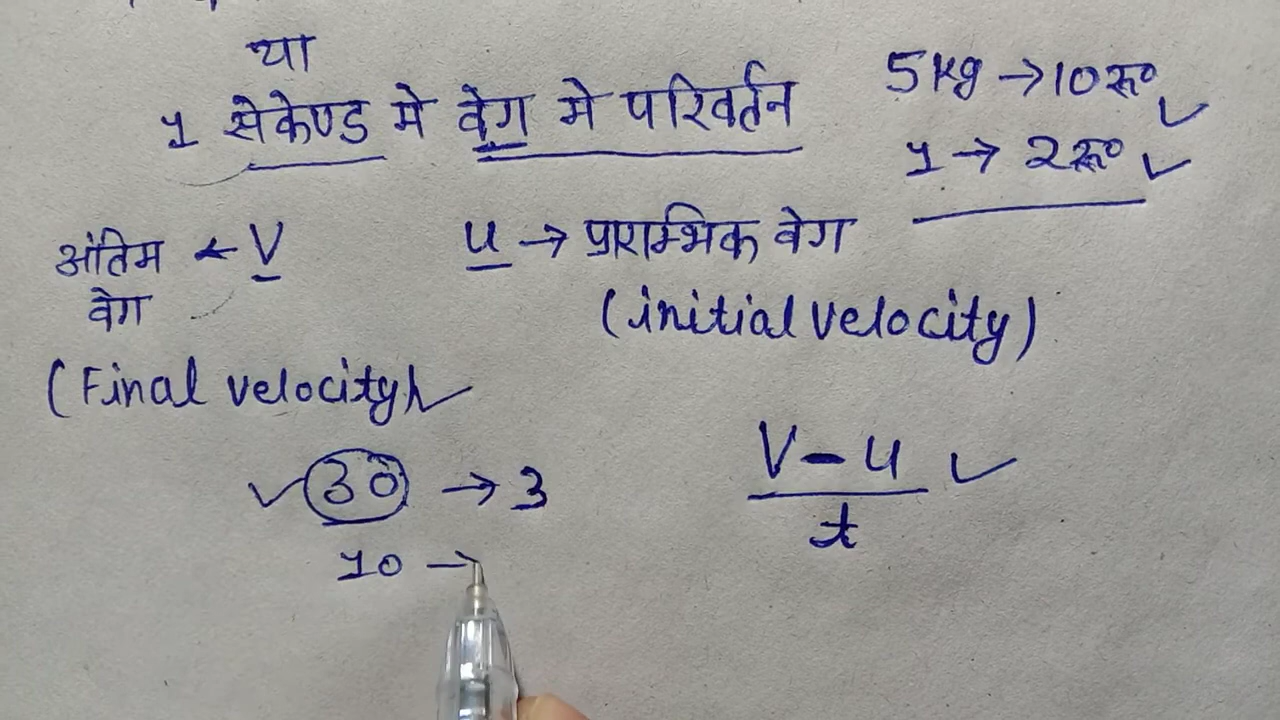 या
1 सेकेण्ड मे वेग मे परिवर्तन
5 kg → 10 रू०
1 → 2 रू०
अंतिम वेग ← V
u → प्रारम्भिक वेग
(initial velocity)
(Final velocity)
30 → 3
10 →
V - u
t